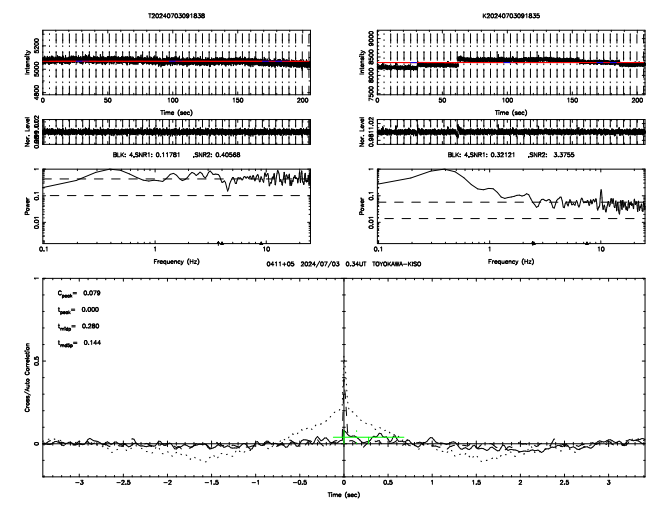 T20240703091838
K20240703091835
Intensity
5200
5000
4800
0
50
100
150
200
Time (sec)
Intensity
9000
8500
8000
7500
0
50
100
150
200
Time (sec)
Nor. Level
Nor. Level
BLK: 4,SNR1: 0.11781 ,SNR2: 0.40568
BLK: 4,SNR1: 0.32121 ,SNR2: 3.3755
Power
1
0.1
0.01
0.1
1
10
Frequency (Hz)
Power
1
0.1
0.01
0.1
1
10
Frequency (Hz)
0411+05 2024/07/03 0.34UT TOYOKAWA-KISO
Cross/Auto Correlation
1
0.5
0
Cpeak= 0.079
tpeak= 0.000
tmidp= 0.280
0.144
-3
-2.5
-2
-1.5
-1
-0.5
0
0.5
1
1.5
2
2.5
3
Time (sec)